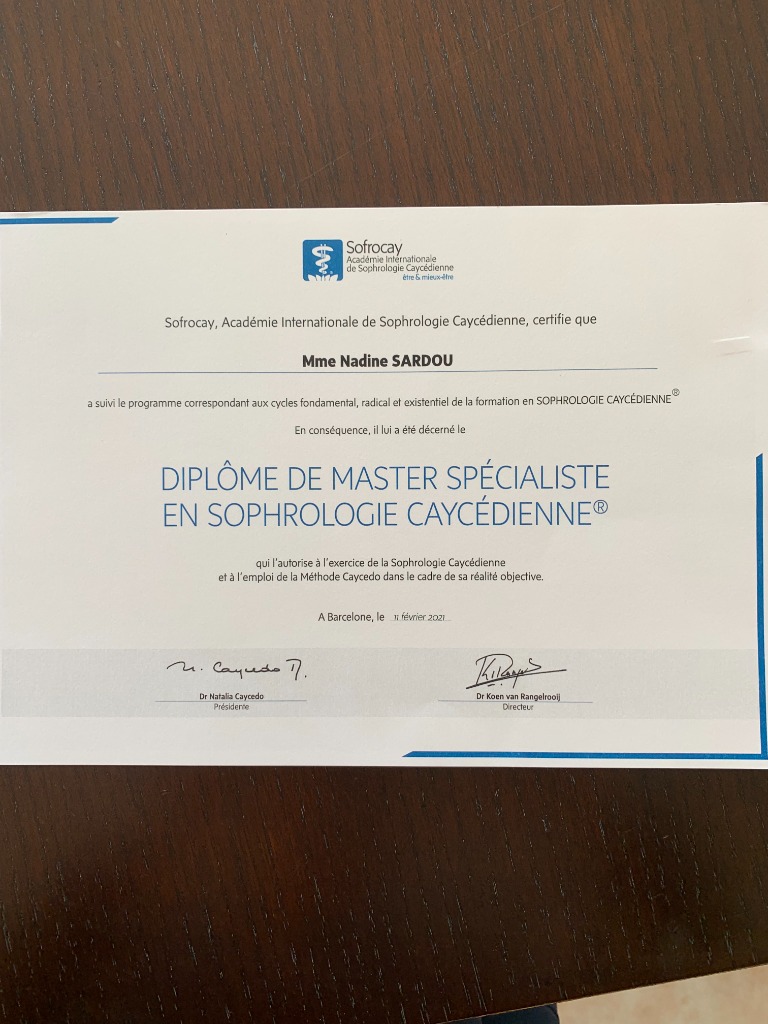 Sofrocay
Académie Internationale
de Sophrologie Caycédienne
être & mieux-être
Sofrocay, Académie Internationale de Sophrologie Caycédienne, certifie que
Mme Nadine SARDOU
a suivi le programme correspondant aux cycles fondamental, radical et existentiel de la formation en SOPHROLOGIE CAYCÉDIENNE®
En conséquence, il lui a été décerné le
DIPLÔME DE MASTER SPÉCIALISTE
EN SOPHROLOGIE CAYCÉDIENNE®
qui l'autorise à l'exercice de la Sophrologie Caycédienne
et à l'emploi de la Méthode Caycedo dans le cadre de sa réalité objective.
A Barcelone, le 11 février 2021
N. Caycedo
Dr Natalia Caycedo
Présidente
Dr Koen van Rangelrooij
Directeur